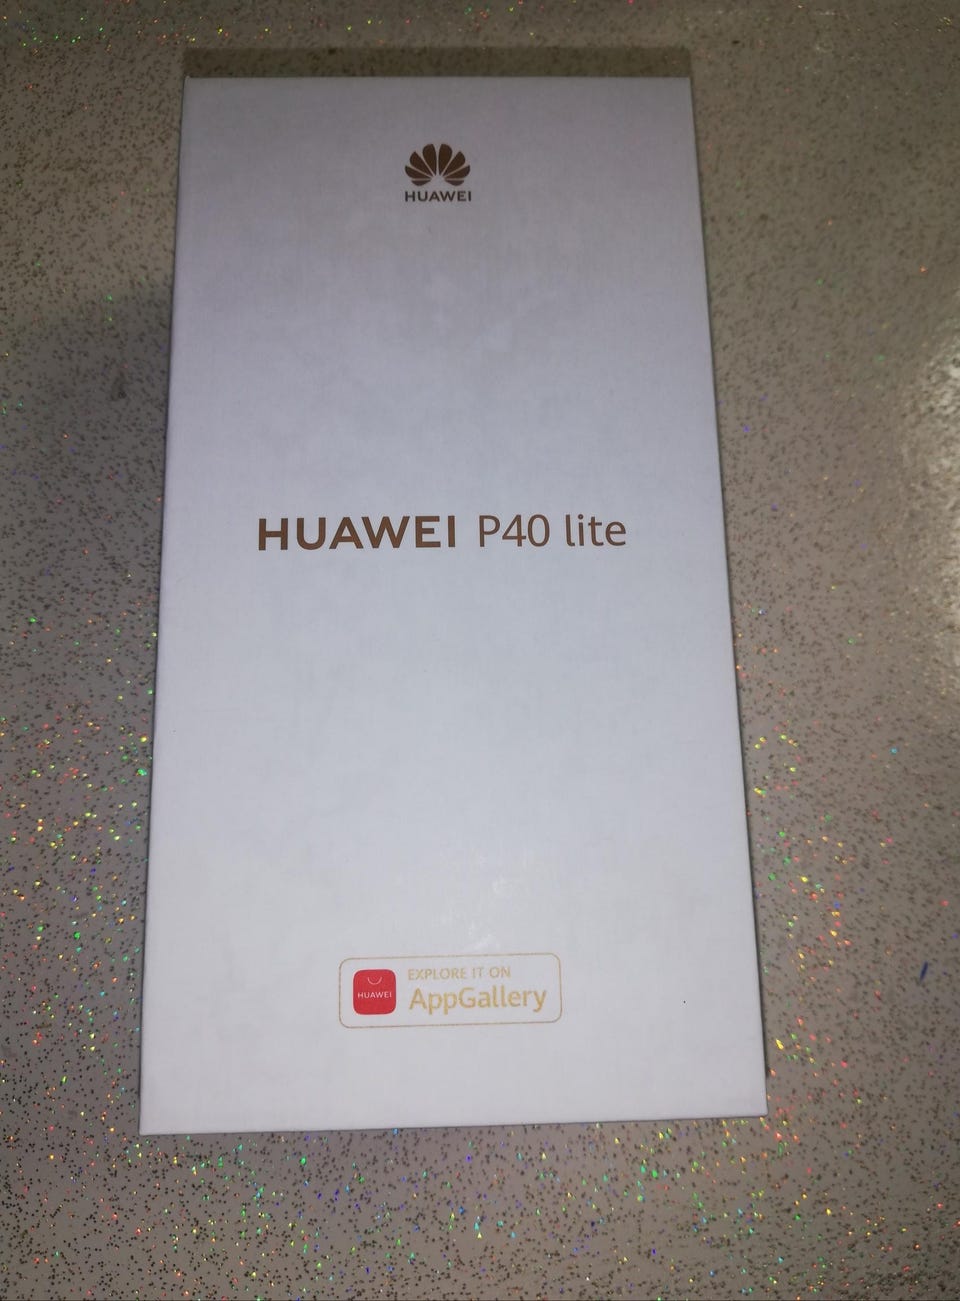 HUAWEI
HUAWEI P40 lite
EXPLORE IT ON
HUAWEI
AppGallery